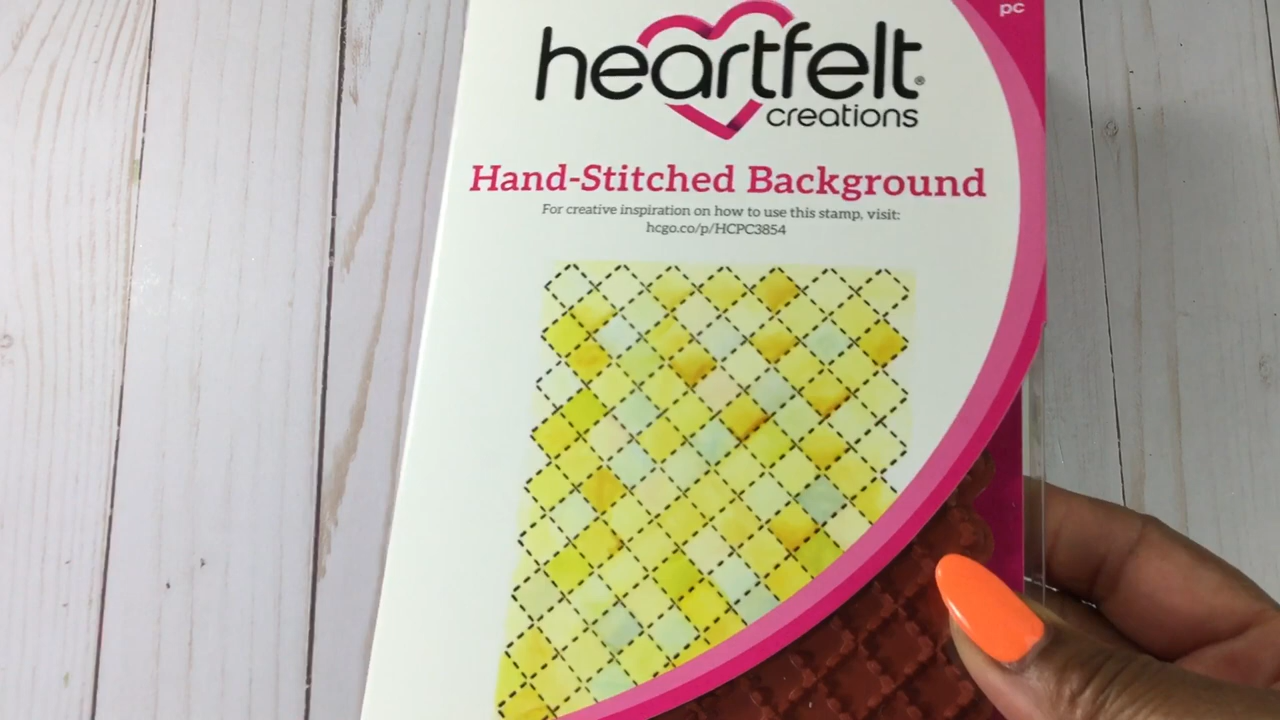 pc
heartfelt®
creations
Hand-Stitched Background
For creative inspiration on how to use this stamp, visit:
hcgo.co/p/HCPC3854